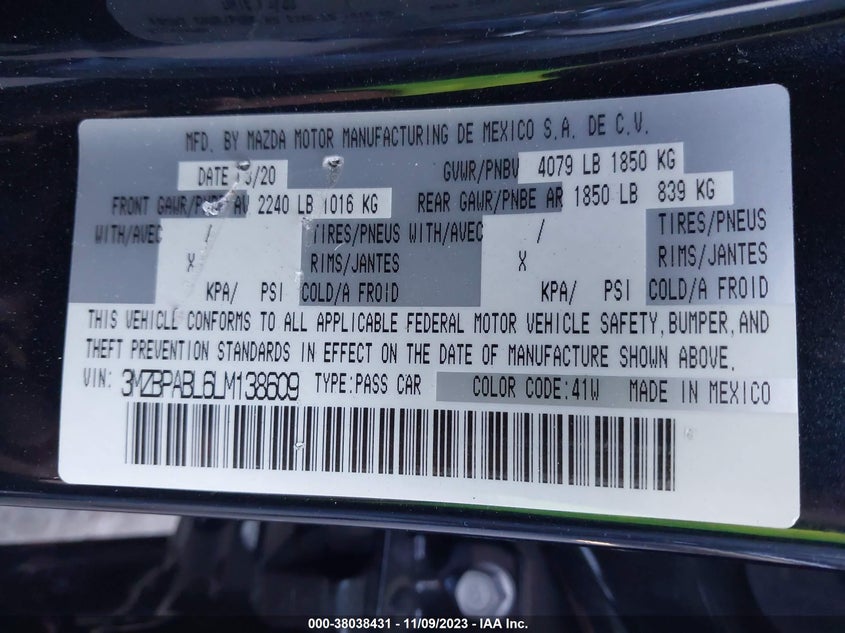 MFD. BY MAZDA MOTOR MANUFACTURING DE MEXICO S.A. DE C.V.
DATE 3/20 GVWR/PNBV 4079 LB 1850 KG
FRONT GAWR/PNBE AV 2240 LB 1016 KG REAR GAWR/PNBE AR 1850 LB 839 KG
WITH/AVEC / TIRES/PNEUS WITH/AVEC / TIRES/PNEUS
X RIMS/JANTES X RIMS/JANTES
KPA/ PSI COLD/A FROID KPA/ PSI COLD/A FROID
THIS VEHICLE CONFORMS TO ALL APPLICABLE FEDERAL MOTOR VEHICLE SAFETY, BUMPER, AND
THEFT PREVENTION STANDARDS IN EFFECT ON THE DATE OF MANUFACTURE SHOWN ABOVE.
VIN: 3MZBPABL6LM138609 TYPE:PASS CAR COLOR CODE:41W MADE IN MEXICO
000-38038431 - 11/09/2023 - IAA Inc.